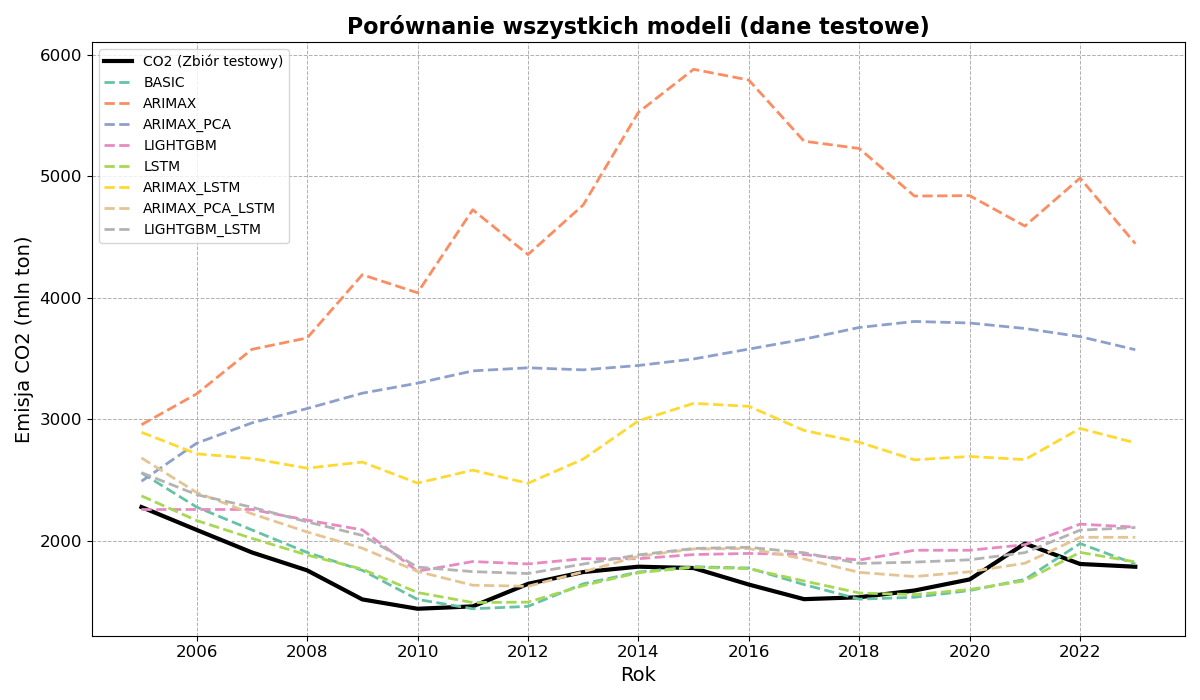 Porównanie wszystkich modeli (dane testowe)
6000
5000
4000
3000
2000
Emisja CO2 (mln ton)
CO2 (Zbiór testowy)
BASIC
ARIMAX
ARIMAX_PCA
LIGHTGBM
LSTM
ARIMAX_LSTM
ARIMAX_PCA_LSTM
LIGHTGBM_LSTM
2006 2008 2010 2012 2014 2016 2018 2020 2022
Rok